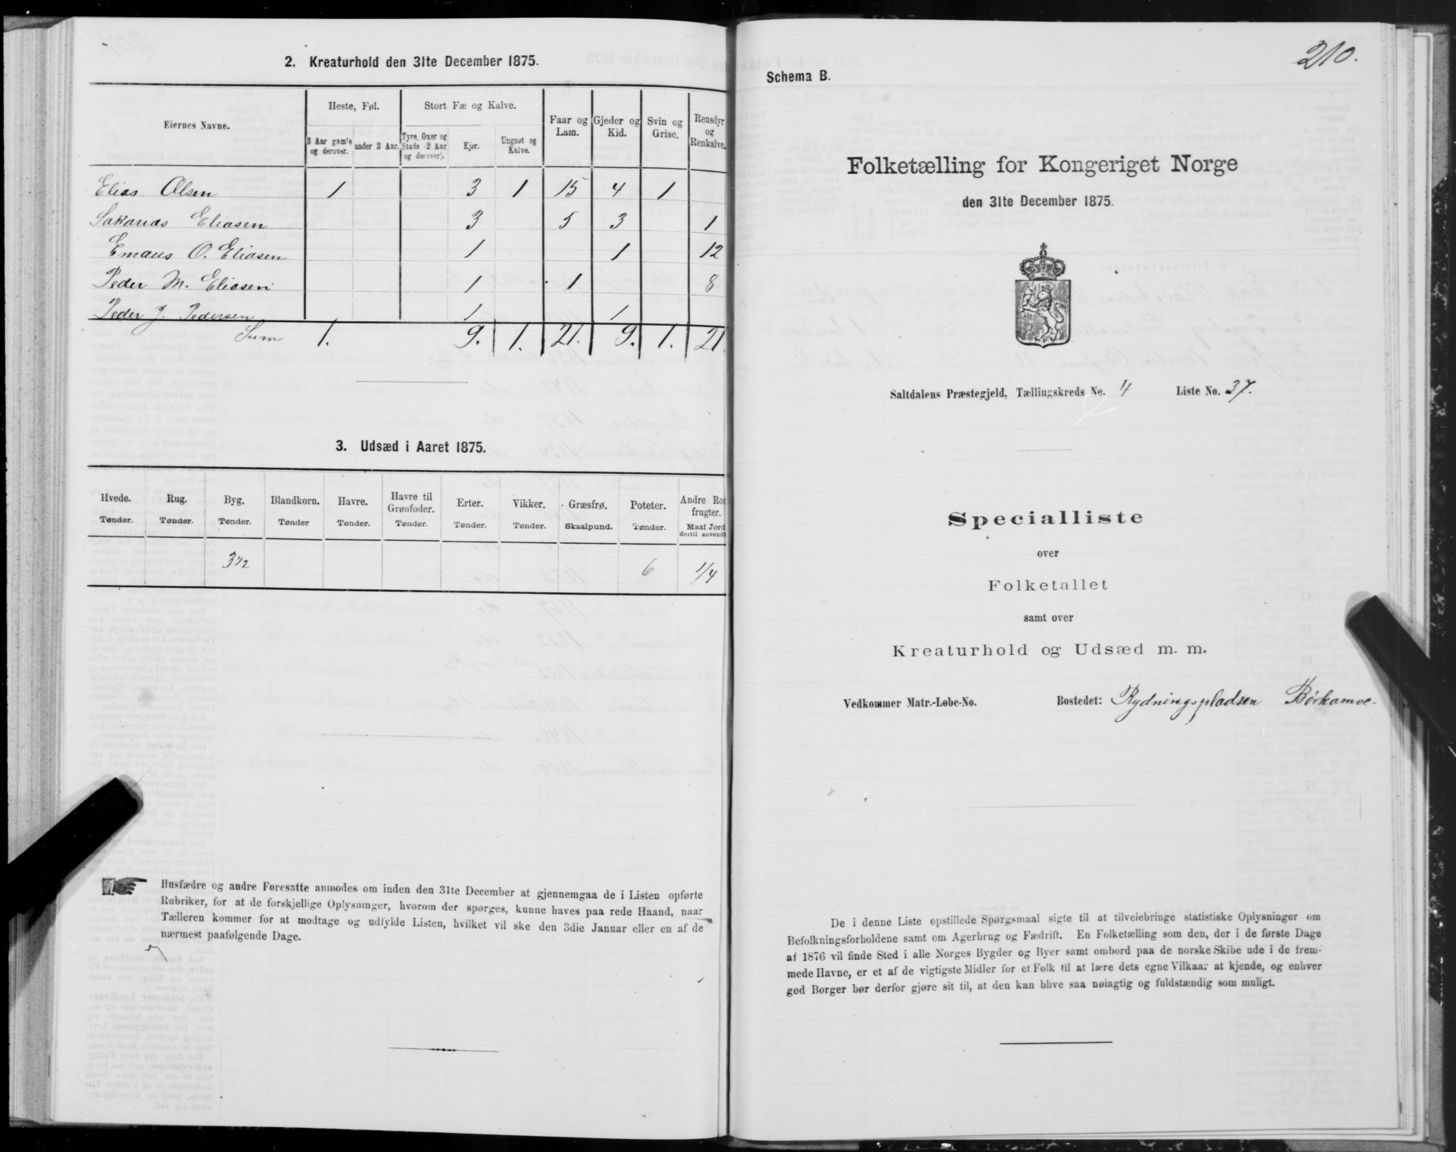 2. Kreaturhold den 31te December 1875.
Eiernes Navne.
Heste, Føl.
Stort Fæ og Kalve.
Faar og Lam.
Gjeder og Kid.
Svin og Grise.
Rensdyr og Renkalve.
3 Aar gamle og derover.
under 3 Aar.
Tyre, Oxer og Stude (2 Aar og derover).
Kjør.
Ungnøt og Kalve.
Elias Olsen 1 3 1 15 4 1
Sakarias Eliasen 3 5 3 1
Emaus O. Eliasen 1 1 12
Peder M. Eliasen 1 1 8
Peder J. Pedersen 1 1
Sum 1. 9. 1. 21. 9. 1. 21
3. Udsæd i Aaret 1875.
Hvede. Rug. Byg. Blandkorn. Havre. Havre til Grønfoder. Erter. Vikker. Græsfrø. Poteter. Andre Rodfrugter.
Tønder. Tønder. Tønder. Tønder Tønder. Tønder. Tønder. Tønder. Skaalpund. Tønder. Maal Jord dertil anvendt
3 1/2 6 1/4
Husfædre og andre Foresatte anmodes om inden den 31te December at gjennemgaa de i Listen opførte
Rubriker, for at de forskjellige Oplysninger, hvorom der spørges, kunne haves paa rede Haand, naar
Tælleren kommer for at modtage og udfylde Listen, hvilket vil ske den 3die Januar eller en af de
nærmest paafølgende Dage.
210.
Schema B.
Folketælling for Kongeriget Norge
den 31te December 1875.
Saltdalens Præstegjeld, Tællingskreds No. 4 Liste No. 37.
Specialliste
over
Folketallet
samt over
Kreaturhold og Udsæd m. m.
Vedkommer Matr.-Løbe-No. Bostedet: Rydningspladsen Børkamoe.
De i denne Liste opstillede Spørgsmaal sigte til at tilveiebringe statistiske Oplysninger om
Befolkningsforholdene samt om Agerbrug og Fædrift. En Folketælling som den, der i de første Dage
af 1876 vil finde Sted i alle Norges Bygder og Byer samt ombord paa de norske Skibe ude i de frem-
mede Havne, er et af de vigtigste Midler for et Folk til at lære dets egne Vilkaar at kjende, og enhver
god Borger bør derfor gjøre sit til, at den kan blive saa nøiagtig og fuldstændig som muligt.